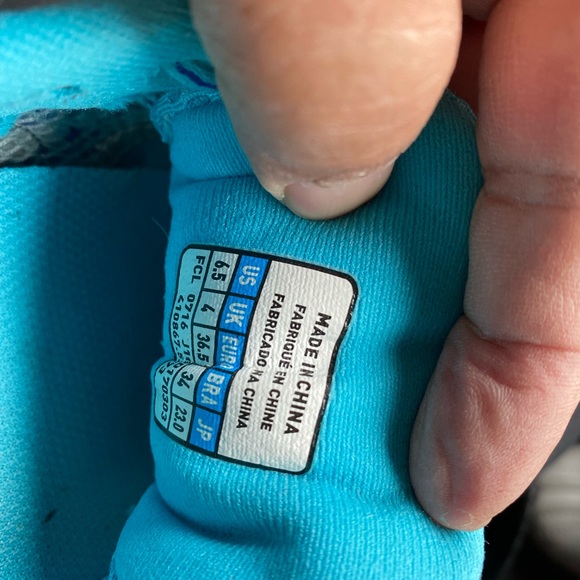 MADE IN CHINA
FABRIQUÉ EN CHINE
FABRICADO NA CHINA
US UK EUR BRA JP
6.5 4 36.5 34 23.0
FCL 0716